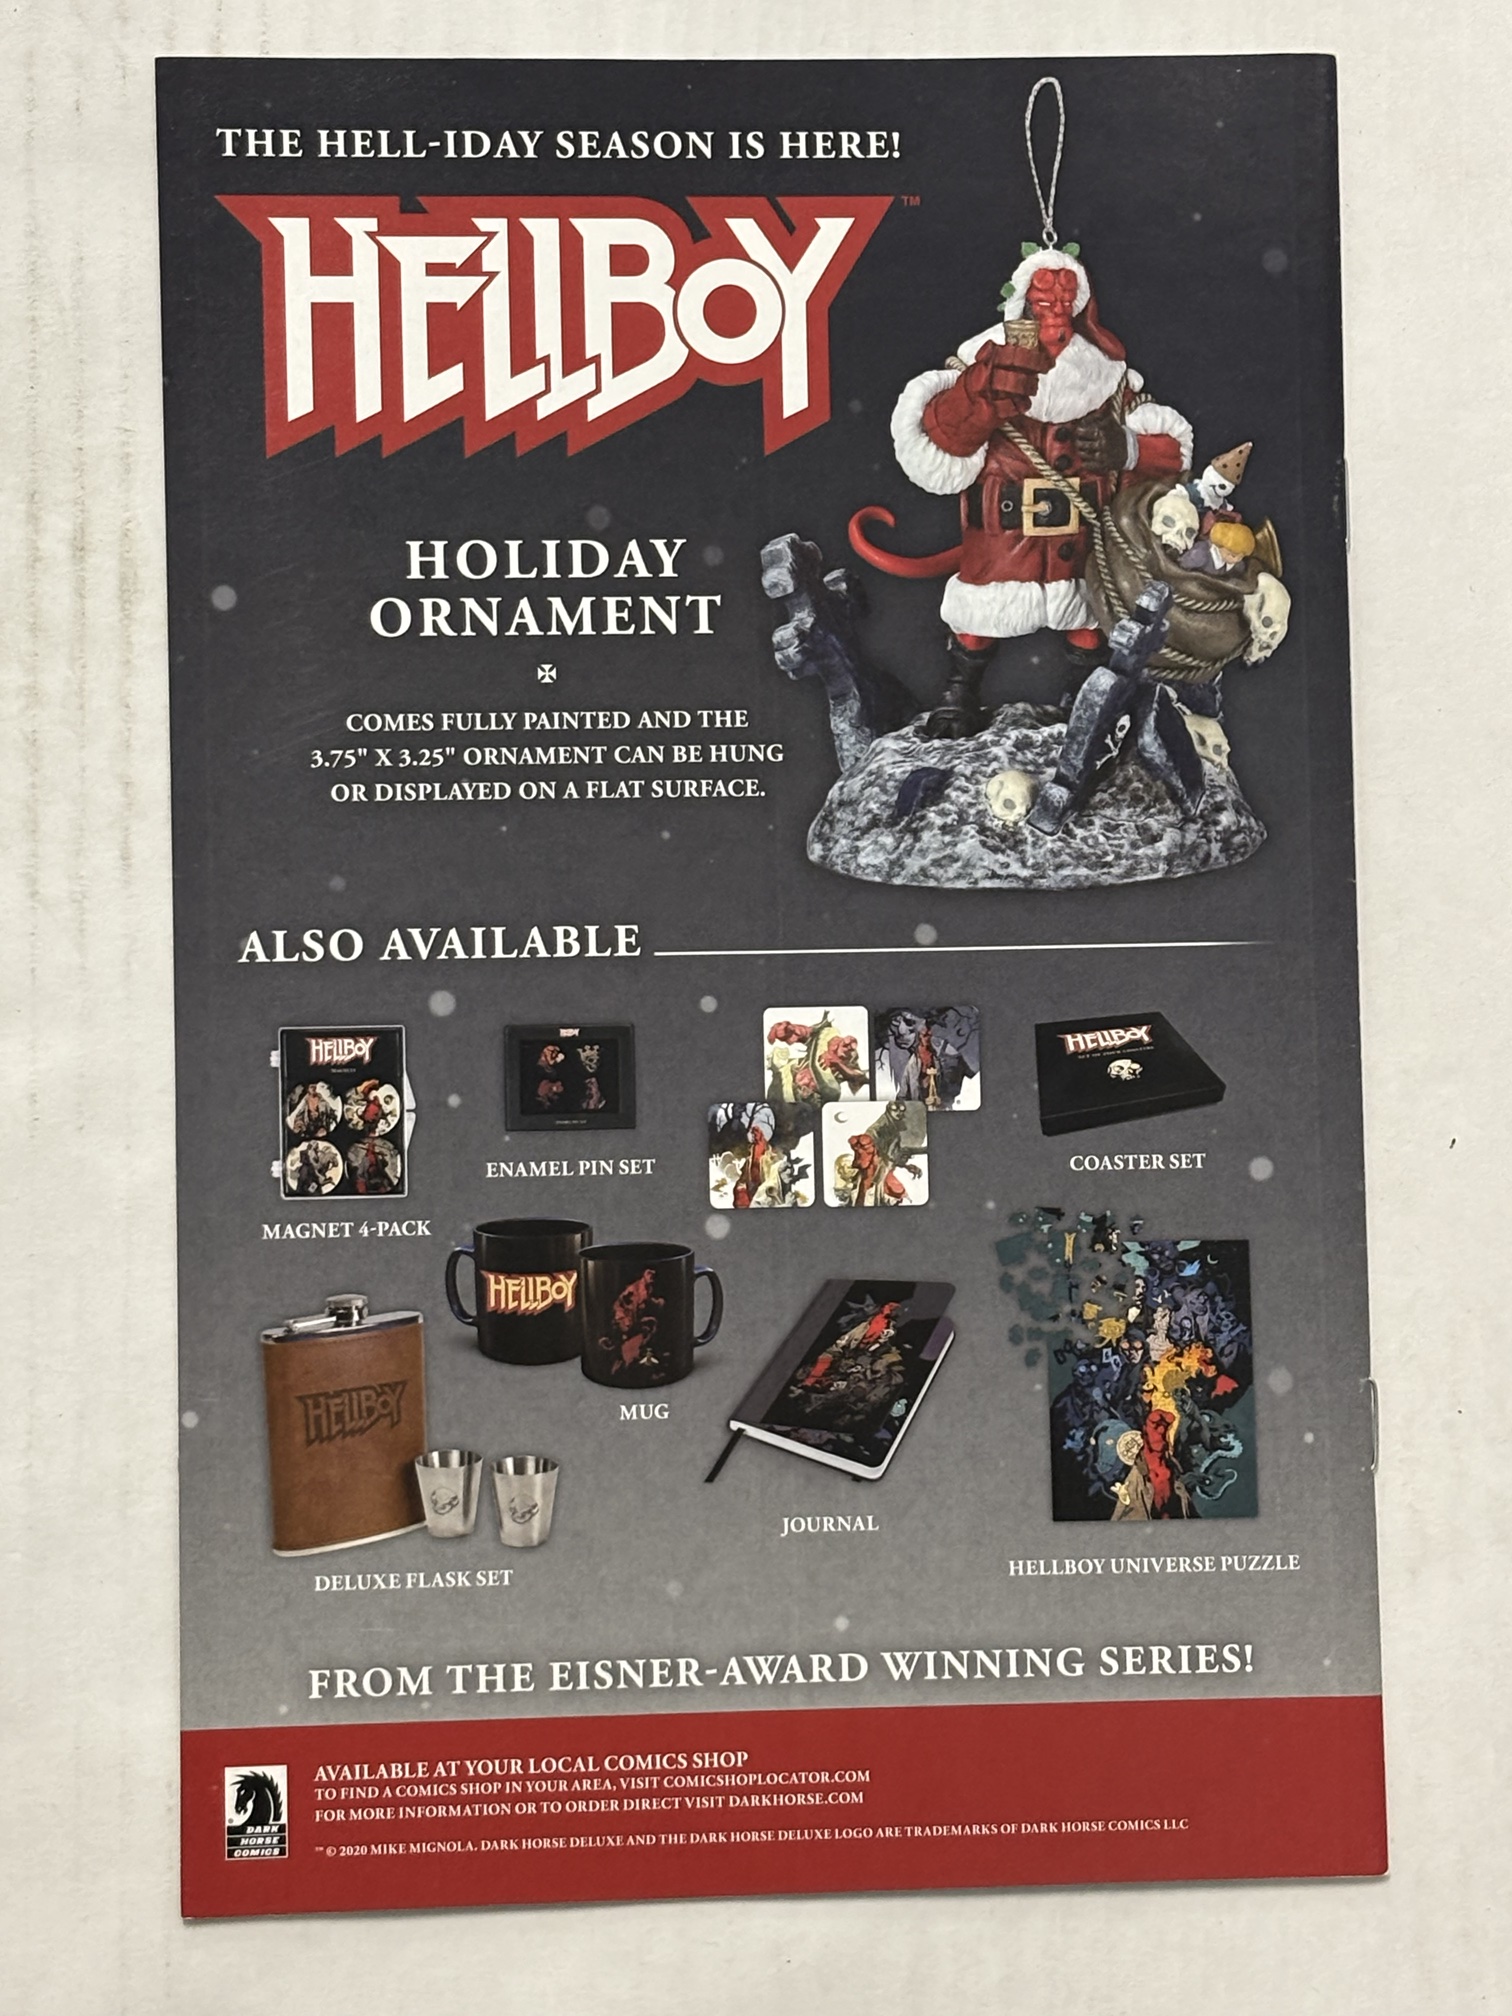 THE HELL-IDAY SEASON IS HERE!
HELLBOY™
HOLIDAY
ORNAMENT
COMES FULLY PAINTED AND THE
3.75" X 3.25" ORNAMENT CAN BE HUNG
OR DISPLAYED ON A FLAT SURFACE.
ALSO AVAILABLE
HELLBOY
MAGNET 4-PACK
HELLBOY
ENAMEL PIN SET
HELLBOY
SET OF FOUR COASTERS
COASTER SET
HELLBOY
MUG
HELLBOY
DELUXE FLASK SET
JOURNAL
HELLBOY UNIVERSE PUZZLE
FROM THE EISNER-AWARD WINNING SERIES!
DARK
HORSE
COMICS
AVAILABLE AT YOUR LOCAL COMICS SHOP
TO FIND A COMICS SHOP IN YOUR AREA, VISIT COMICSHOPLOCATOR.COM
FOR MORE INFORMATION OR TO ORDER DIRECT VISIT DARKHORSE.COM
™ © 2020 MIKE MIGNOLA. DARK HORSE DELUXE AND THE DARK HORSE DELUXE LOGO ARE TRADEMARKS OF DARK HORSE COMICS LLC